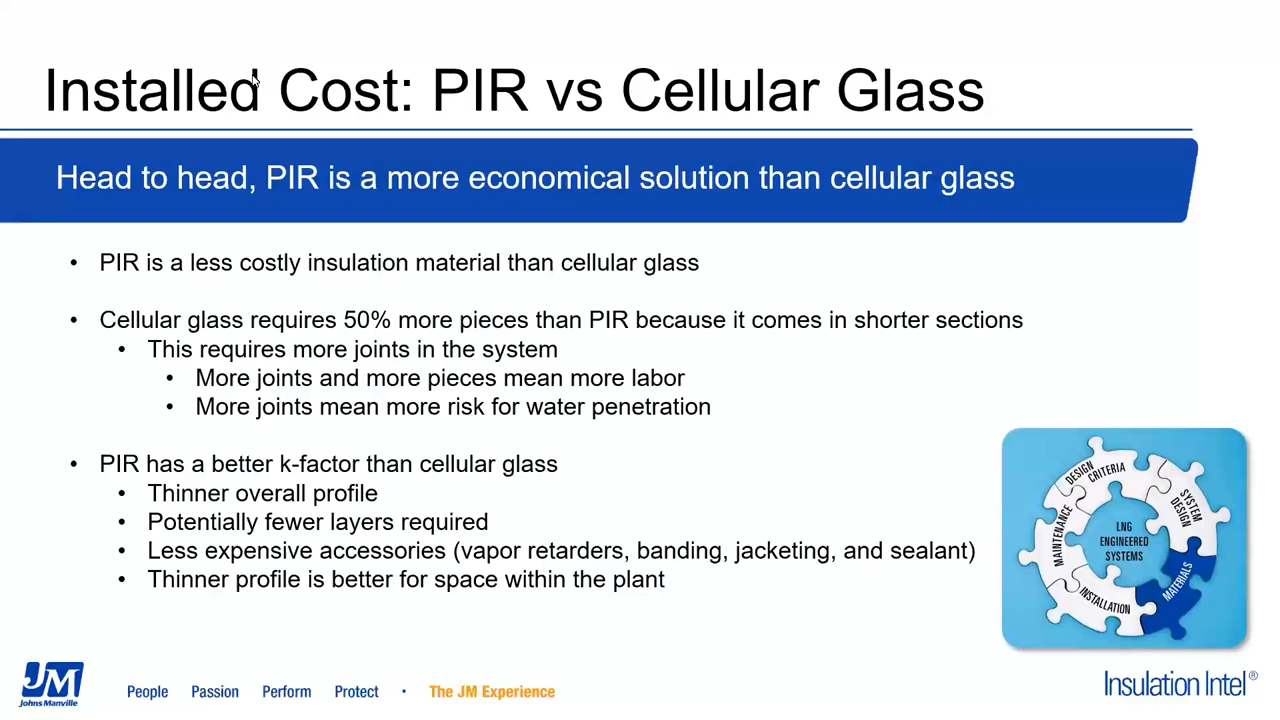 Installed Cost: PIR vs Cellular Glass
Head to head, PIR is a more economical solution than cellular glass
• PIR is a less costly insulation material than cellular glass
• Cellular glass requires 50% more pieces than PIR because it comes in shorter sections
• This requires more joints in the system
• More joints and more pieces mean more labor
• More joints mean more risk for water penetration
• PIR has a better k-factor than cellular glass
• Thinner overall profile
• Potentially fewer layers required
• Less expensive accessories (vapor retarders, banding, jacketing, and sealant)
• Thinner profile is better for space within the plant
DESIGN
CRITERIA
SYSTEM
DESIGN
MATERIALS
INSTALLATION
MAINTENANCE
LNG
ENGINEERED
SYSTEMS
JM
Johns Manville
People Passion Perform Protect • The JM Experience
Insulation Intel®